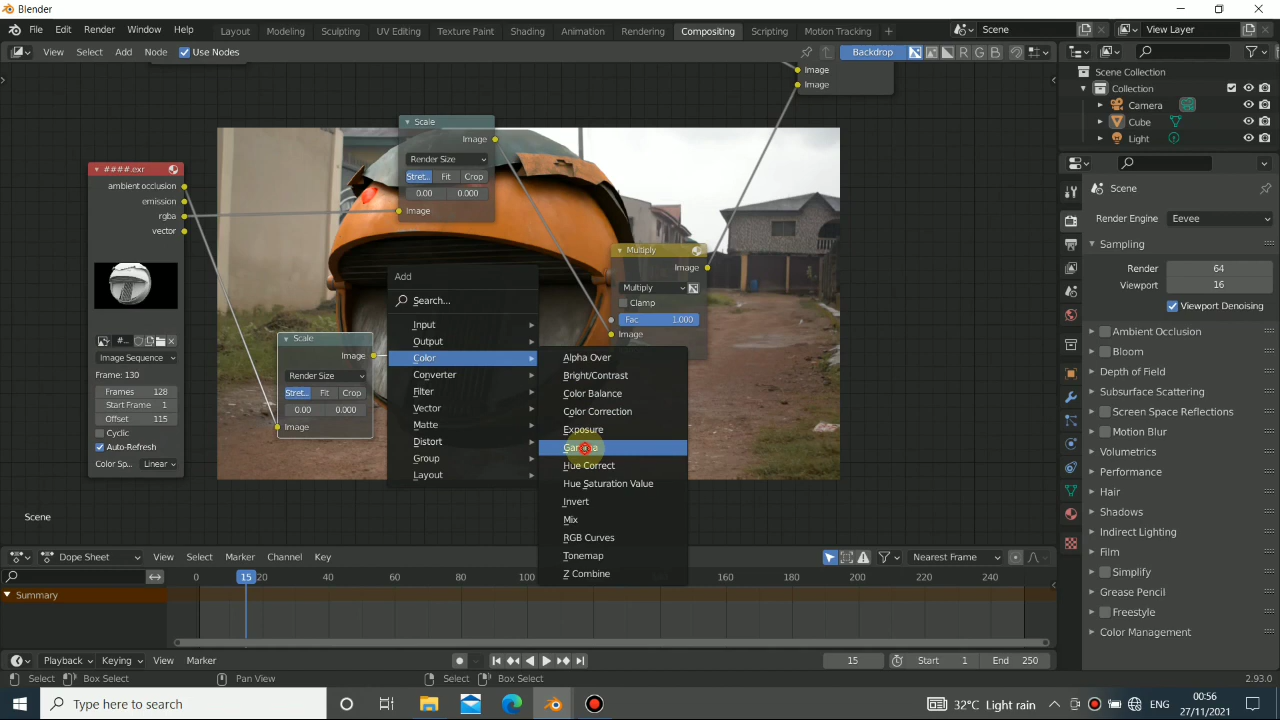 Blender
File Edit Render Window Help
Layout Modeling Sculpting UV Editing Texture Paint Shading Animation Rendering Compositing Scripting Motion Tracking
Scene
View Layer
View Select Add Node Use Nodes
Backdrop
R G B
Scene Collection
Collection
Camera
Cube
Light
Image
Image
Scale
Image
Render Size
Stret.. Fit Crop
0.00 0.000
Image
####.exr
ambient occlusion
emission
rgba
vector
#...
Image Sequence
Frame: 130
Frames 128
Start Frame 1
Offset 115
Cyclic
Auto-Refresh
Color Sp... Linear
Scale
Image
Render Size
Stret.. Fit Crop
0.00 0.000
Image
Multiply
Image
Multiply
Clamp
Fac 1.000
Image
Add
Search...
Input
Output
Color
Converter
Filter
Vector
Matte
Distort
Group
Layout
Alpha Over
Bright/Contrast
Color Balance
Color Correction
Exposure
Gamma
Hue Correct
Hue Saturation Value
Invert
Mix
RGB Curves
Tonemap
Z Combine
Scene
Scene
Render Engine Eevee
Sampling
Render 64
Viewport 16
Viewport Denoising
Ambient Occlusion
Bloom
Depth of Field
Subsurface Scattering
Screen Space Reflections
Motion Blur
Volumetrics
Performance
Hair
Shadows
Indirect Lighting
Film
Simplify
Grease Pencil
Freestyle
Color Management
Dope Sheet View Select Marker Channel Key Nearest Frame
0 15 20 40 60 80 100 160 180 200 220 240
Summary
Playback Keying View Marker 15 Start 1 End 250
Select Box Select Pan View Select Box Select 2.93.0
Type here to search
32°C Light rain
ENG
00:56
27/11/2021